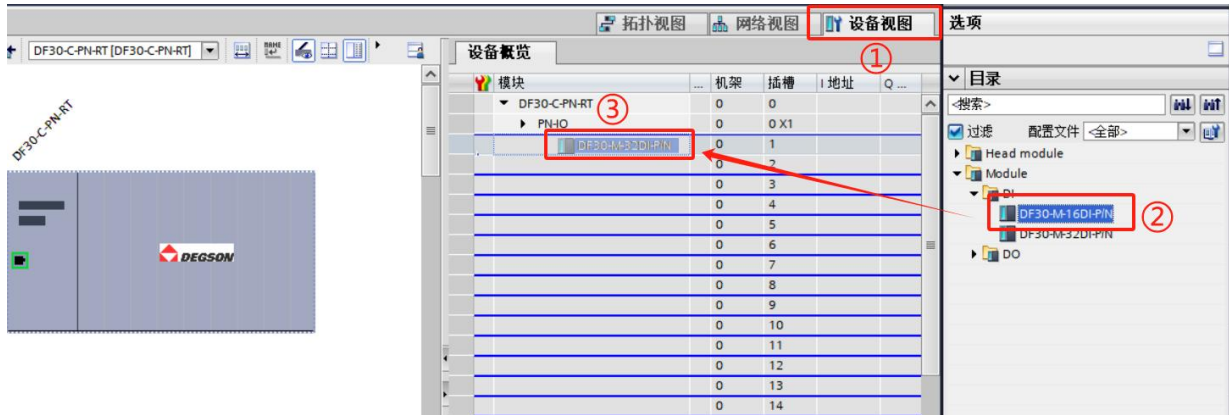 拓扑视图 网络视图 设备视图 选项
DF30-C-PN-RT [DF30-C-PN-RT]
设备概览
①
目录
模块 ... 机架 插槽 I 地址 Q ...
<搜索>
DF30-C-PN-RT 0 0
③
过滤 配置文件 <全部>
PN-IO 0 0 X1
Head module
DF30-M-32DI-P/N 0 1
Module
0 2
DI
0 3
DF30-M-16DI-P/N
②
0 4
DF30-M-32DI-P/N
0 5
DO
0 6
0 7
0 8
0 9
0 10
0 11
0 12
0 13
0 14
DF30-C-PN-RT
DEGSON